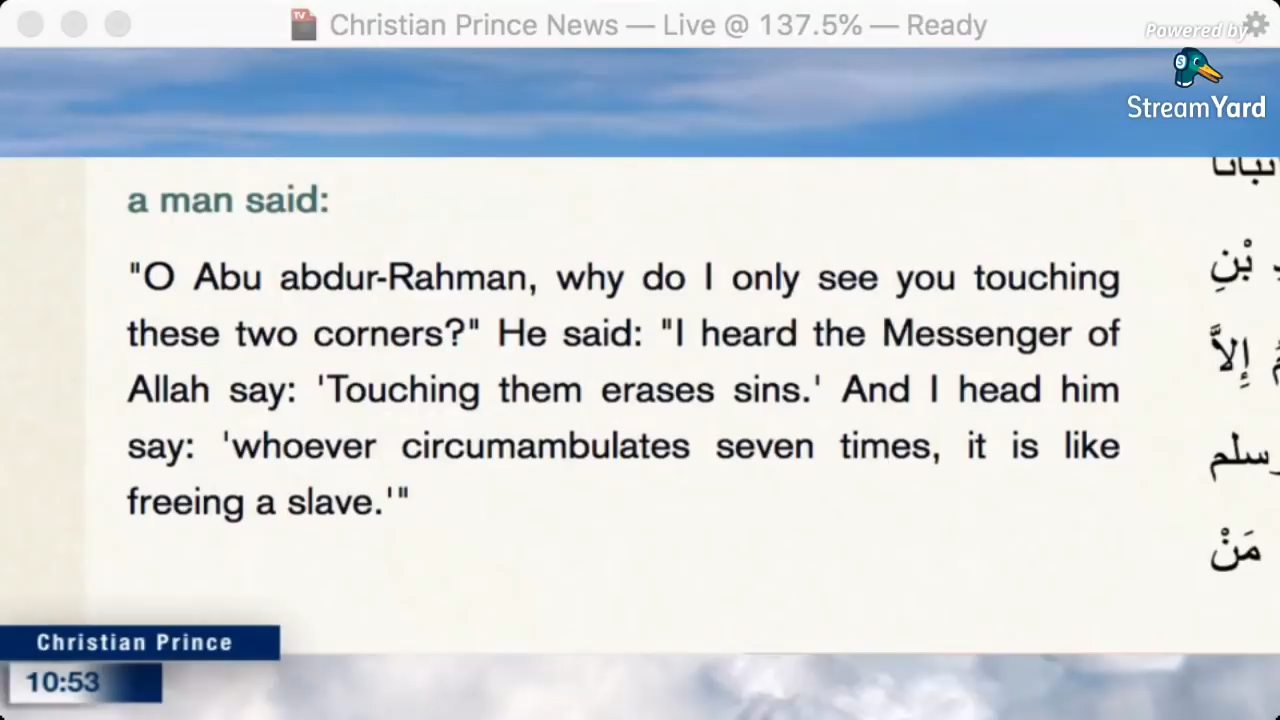 Christian Prince News — Live @ 137.5% — Ready
Powered by
StreamYard
a man said:
"O Abu abdur-Rahman, why do I only see you touching
these two corners?" He said: "I heard the Messenger of
Allah say: 'Touching them erases sins.' And I head him
say: 'whoever circumambulates seven times, it is like
freeing a slave.'"
بْنِ
إِلاَّ
وسلم
مَنْ
Christian Prince
10:53